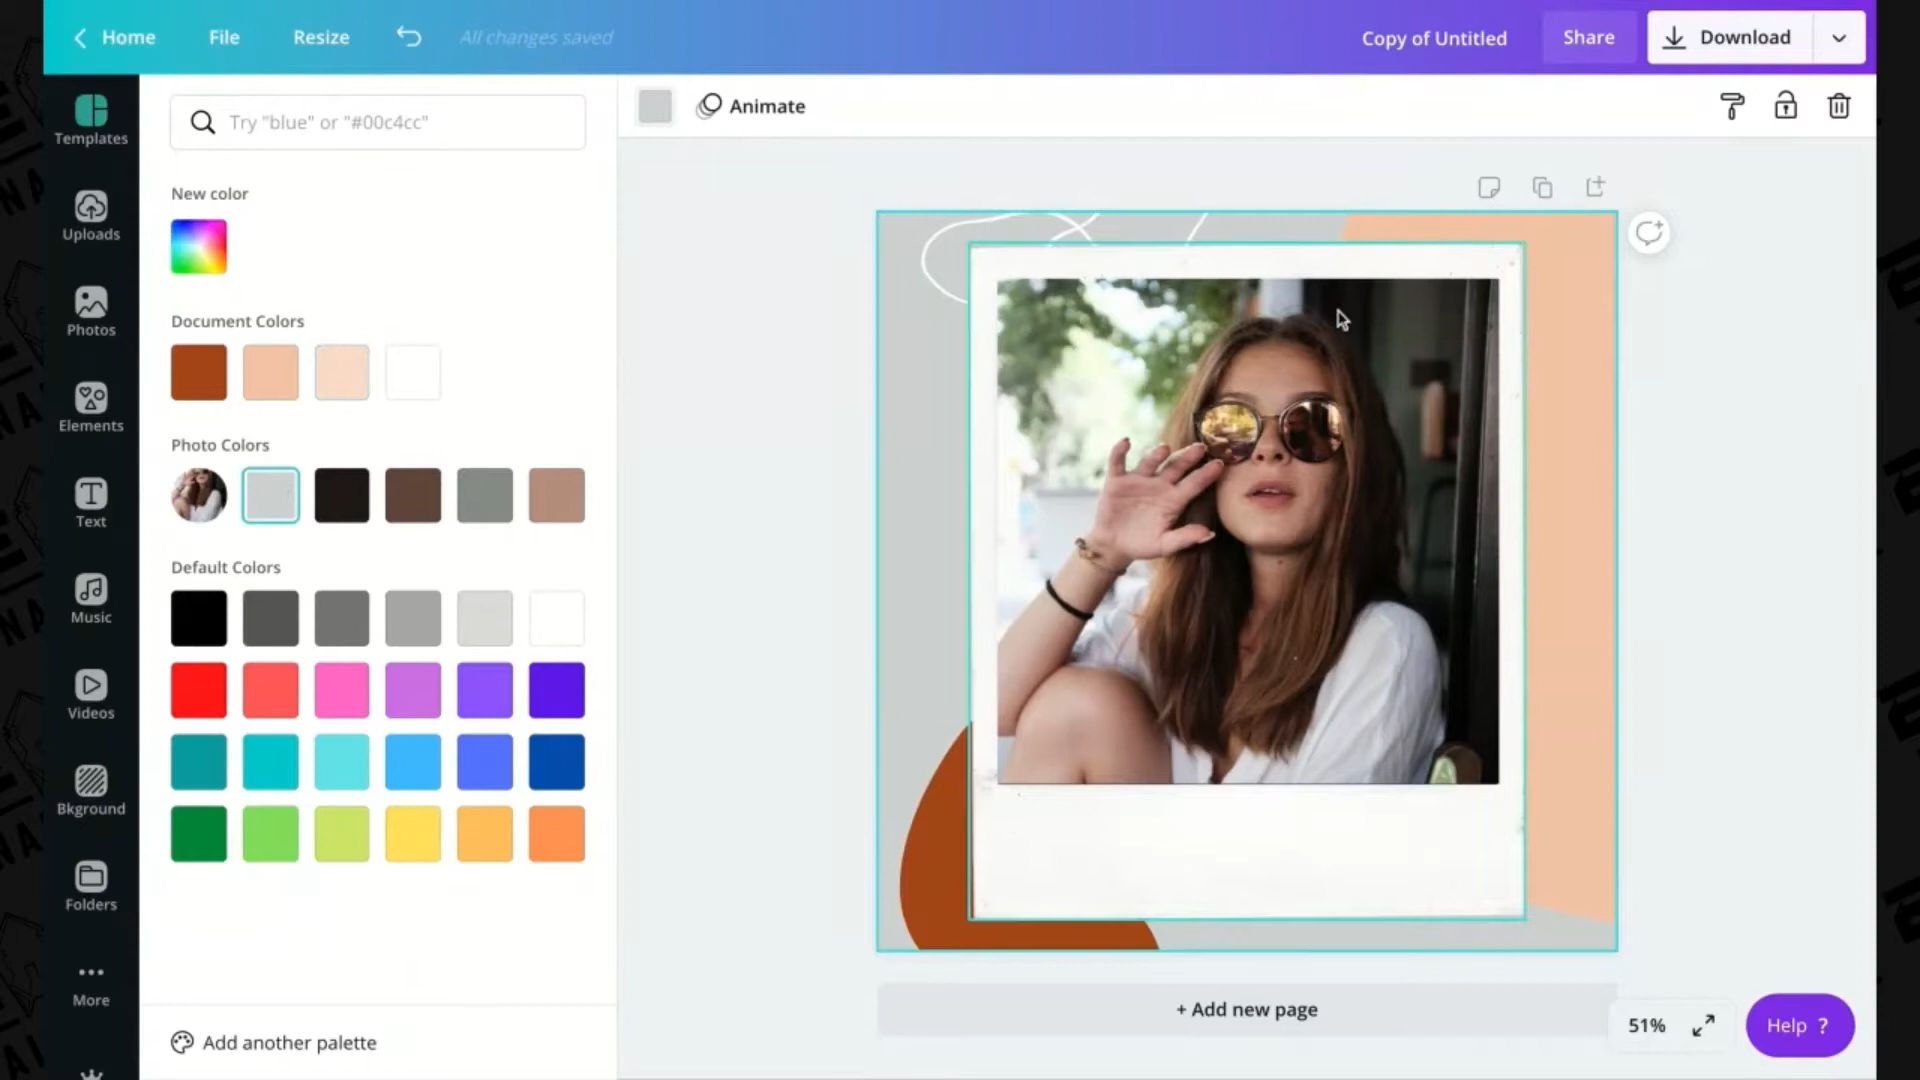 Home File Resize All changes saved Copy of Untitled Share Download
Templates
Uploads
Photos
Elements
Text
Music
Videos
Bkground
Folders
More
Try "blue" or "#00c4cc"
New color
Document Colors
Photo Colors
Default Colors
Add another palette
Animate
+ Add new page
51%
Help ?